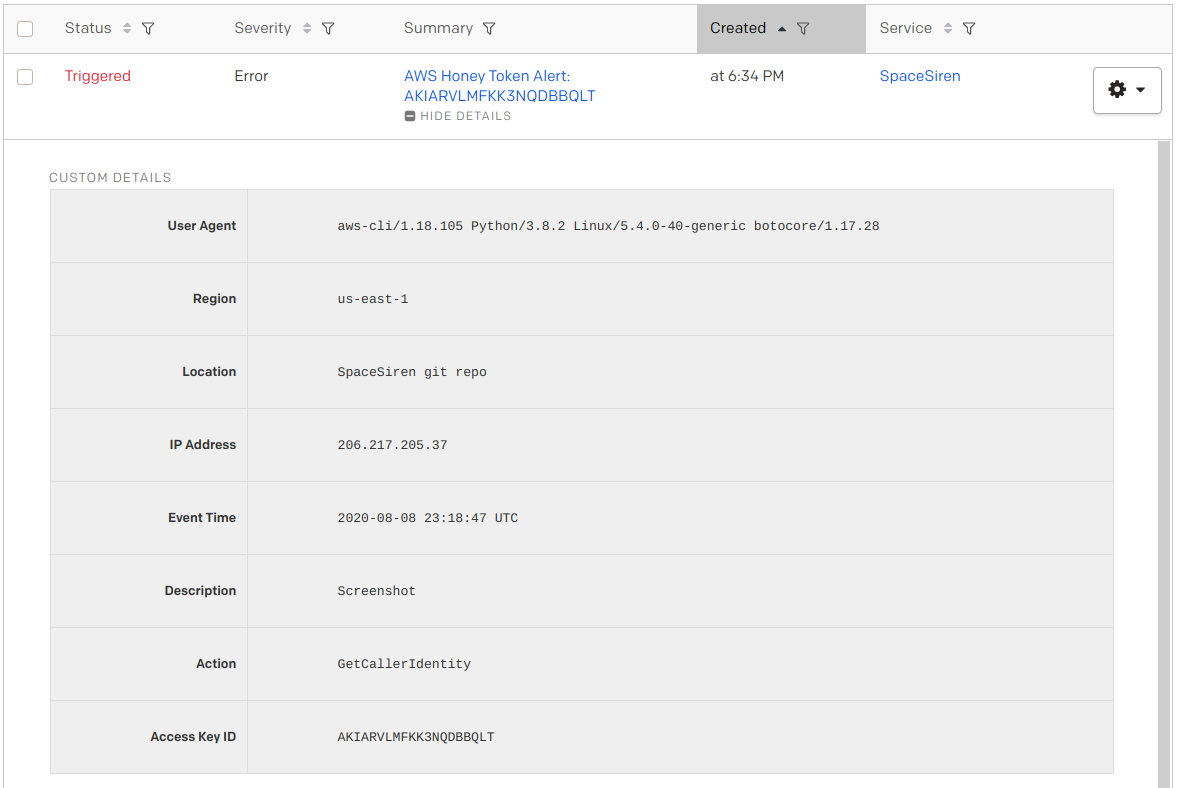 Status Severity Summary Created Service
Triggered Error AWS Honey Token Alert: at 6:34 PM SpaceSiren
AKIARVLMFKK3NQDBBQLT
HIDE DETAILS
CUSTOM DETAILS
User Agent aws-cli/1.18.105 Python/3.8.2 Linux/5.4.0-40-generic botocore/1.17.28
Region us-east-1
Location SpaceSiren git repo
IP Address 206.217.205.37
Event Time 2020-08-08 23:18:47 UTC
Description Screenshot
Action GetCallerIdentity
Access Key ID AKIARVLMFKK3NQDBBQLT